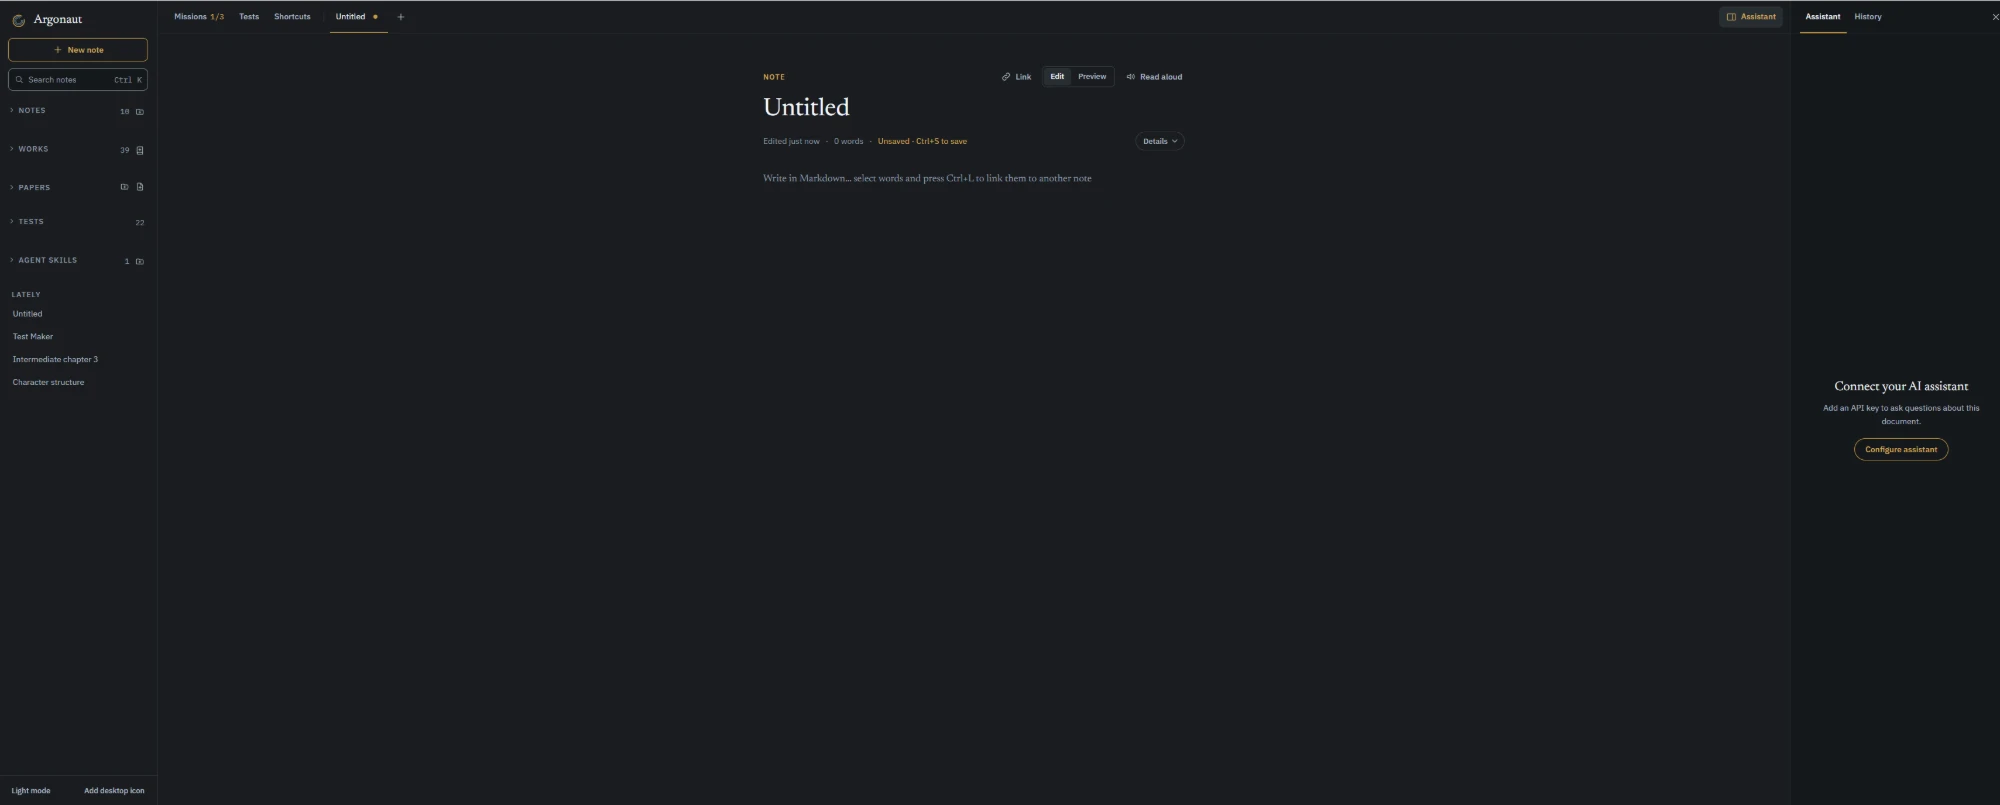 Argonaut
+ New note
Search notes Ctrl K
NOTES 10
WORKS 39
PAPERS
TESTS 22
AGENT SKILLS 1
LATELY
Untitled
Test Maker
Intermediate chapter 3
Character structure
Light mode Add desktop icon
Missions 1/3 Tests Shortcuts Untitled +
Assistant
NOTE Link Edit Preview Read aloud
Untitled
Edited just now - 0 words - Unsaved · Ctrl+S to save Details
Write in Markdown... select words and press Ctrl+L to link them to another note
Assistant History
Connect your AI assistant
Add an API key to ask questions about this
document.
Configure assistant